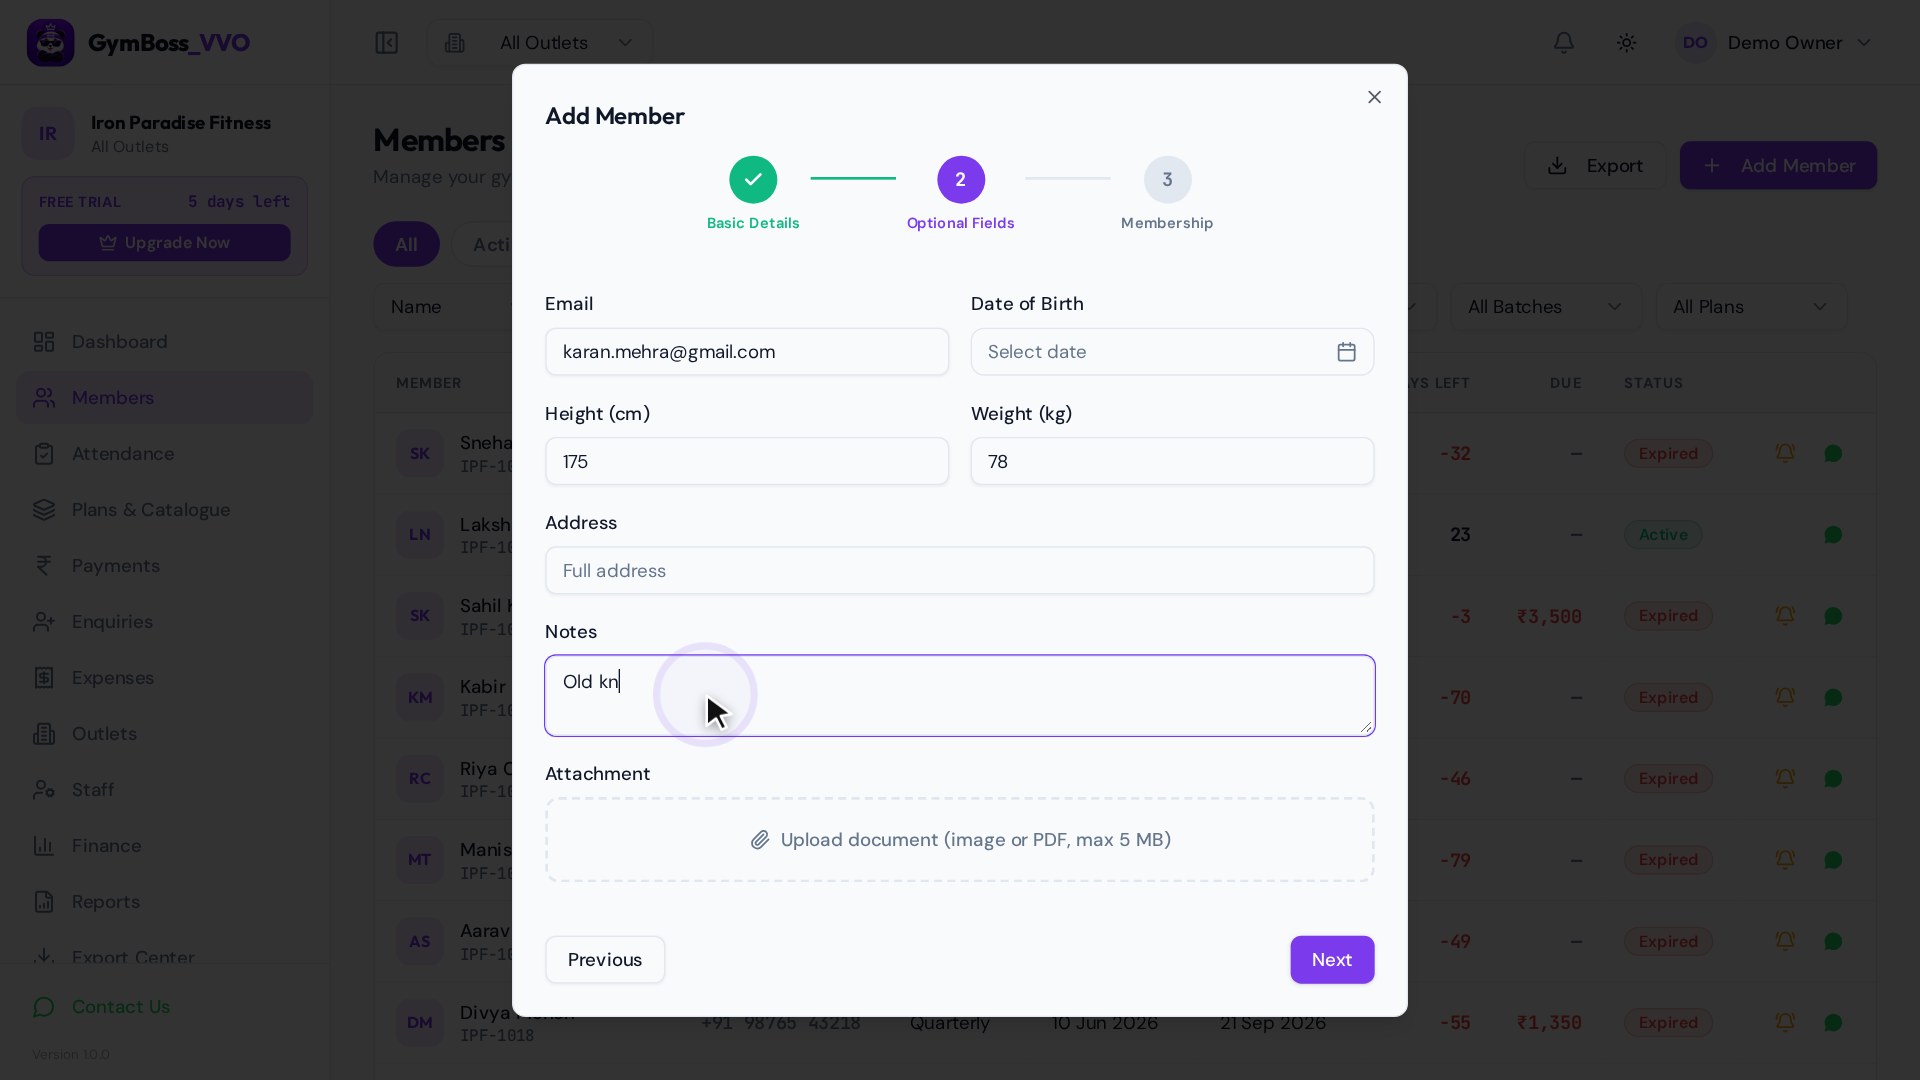 GymBoss_VVO
All Outlets
DO
Demo Owner
IR
Iron Paradise Fitness
All Outlets
FREE TRIAL
5 days left
Upgrade Now
Dashboard
Members
Attendance
Plans & Catalogue
Payments
Enquiries
Expenses
Outlets
Staff
Finance
Reports
Export Center
Contact Us
Version 1.0.0
Members
Manage your gy
Export
Add Member
All
Name
All Batches
All Plans
MEMBER
LEFT
DUE
STATUS
SK
Sneha
-32
—
Expired
LN
23
—
Active
SK
Sahil
-3
₹3,500
Expired
KM
Kabir
-70
—
Expired
RC
Riya
-46
—
Expired
MT
Manis
-79
—
Expired
AS
Aarav
-49
—
Expired
DM
Divya
IPF-1018
+91 98765 43218
Quarterly
10 Jun 2026
21 Sep 2026
-55
₹1,350
Expired
Add Member
2
3
Basic Details
Optional Fields
Membership
Email
Date of Birth
karan.mehra@gmail.com
Select date
Height (cm)
Weight (kg)
175
78
Address
Full address
Notes
Old kn
Attachment
Upload document (image or PDF, max 5 MB)
Previous
Next